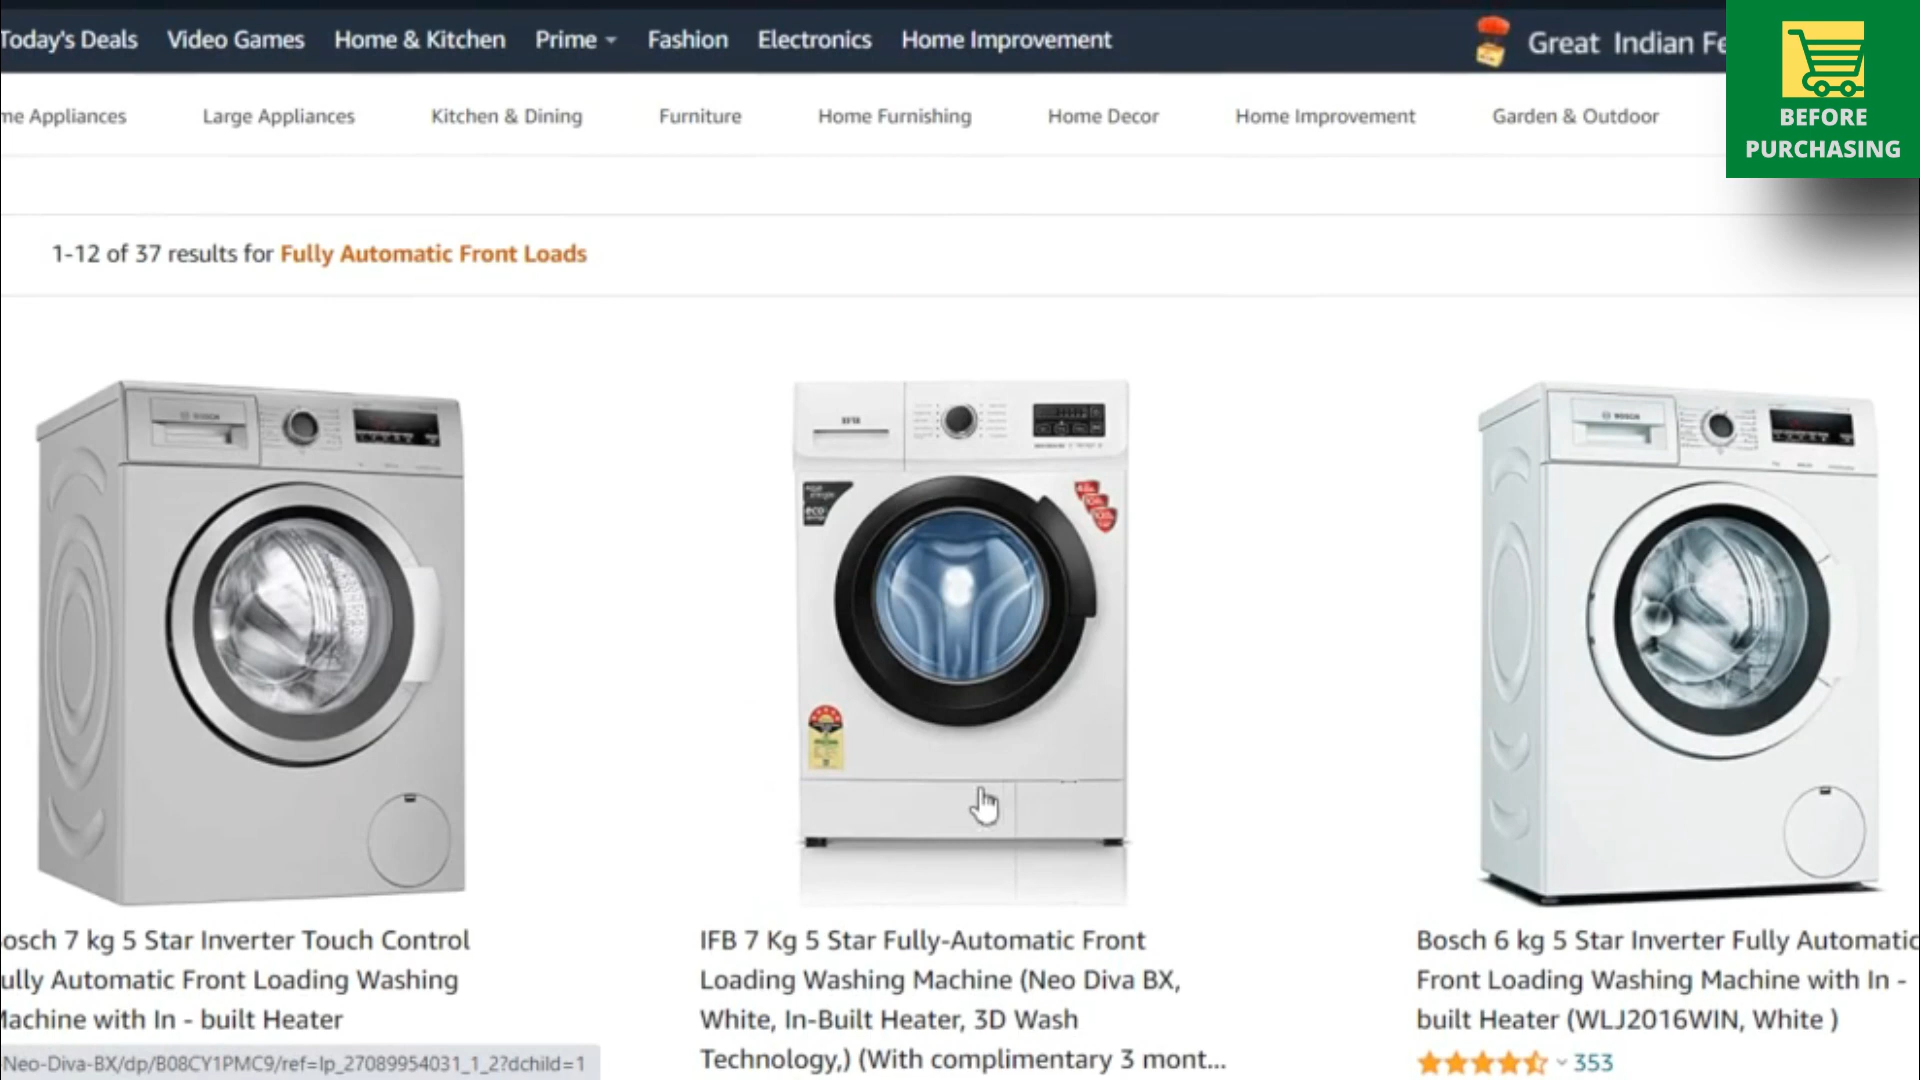 Today's Deals Video Games Home & Kitchen Prime Fashion Electronics Home Improvement Great Indian Fe
BEFORE
PURCHASING
me Appliances Large Appliances Kitchen & Dining Furniture Home Furnishing Home Decor Home Improvement Garden & Outdoor
1-12 of 37 results for Fully Automatic Front Loads
BOSCH
IFB
BOSCH
eco
osch 7 kg 5 Star Inverter Touch Control
ully Automatic Front Loading Washing
Machine with In - built Heater
IFB 7 Kg 5 Star Fully-Automatic Front
Loading Washing Machine (Neo Diva BX,
White, In-Built Heater, 3D Wash
Technology,) (With complimentary 3 mont...
Bosch 6 kg 5 Star Inverter Fully Automatic
Front Loading Washing Machine with In -
built Heater (WLJ2016WIN, White )
353
Neo-Diva-BX/dp/B08CY1PMC9/ref=lp_27089954031_1_2?dchild=1